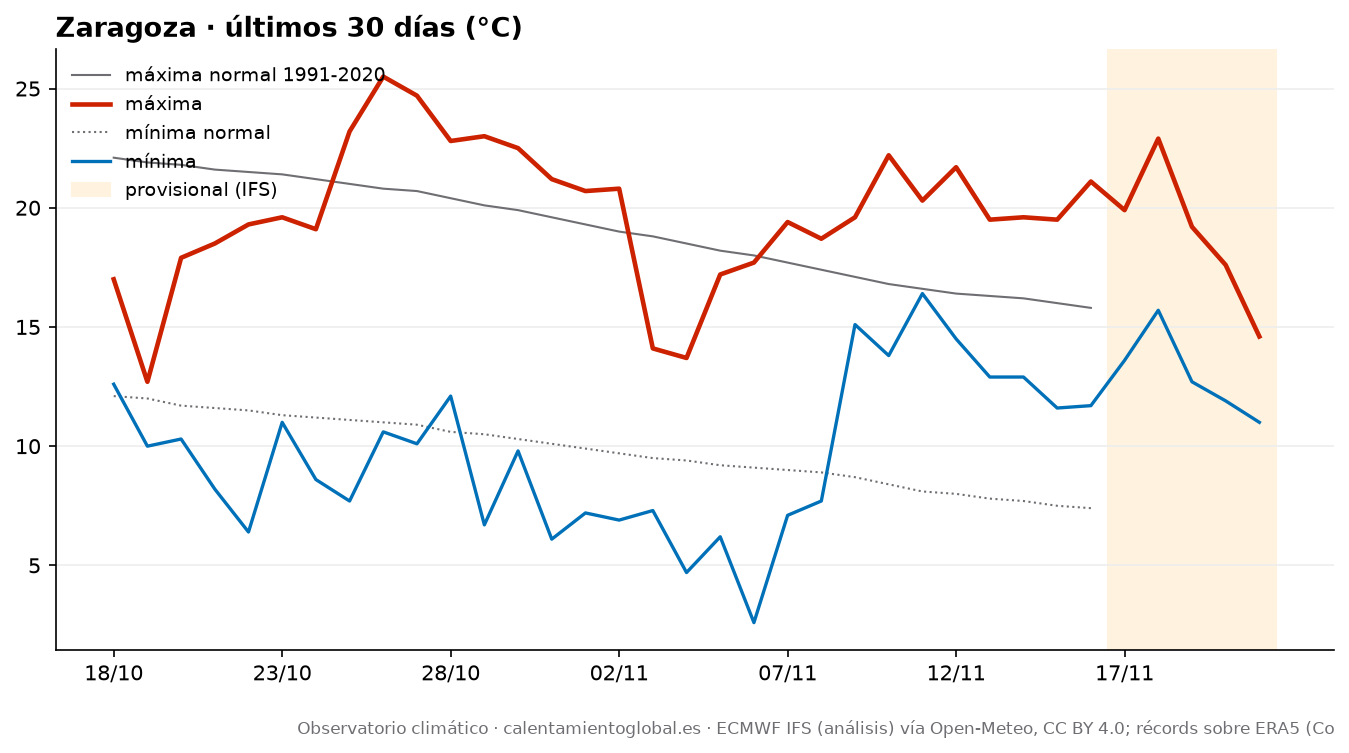 Zaragoza · últimos 30 días (°C)
máxima normal 1991-2020
máxima
mínima normal
mínima
provisional (IFS)
25
20
15
10
5
18/10 23/10 28/10 02/11 07/11 12/11 17/11
Observatorio climático · calentamientoglobal.es · ECMWF IFS (análisis) vía Open-Meteo, CC BY 4.0; récords sobre ERA5 (Co